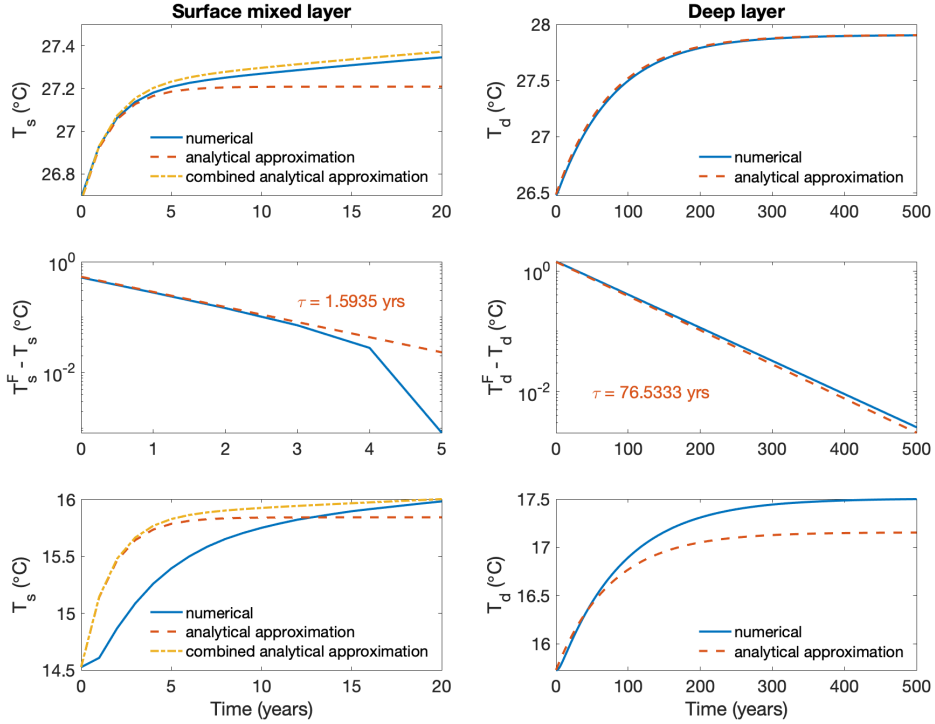 Surface mixed layer
27.4
27.2
27
26.8
T_s (°C)
numerical
analytical approximation
combined analytical approximation
0 5 10 15 20
Deep layer
28
27.5
27
26.5
T_d (°C)
numerical
analytical approximation
0 100 200 300 400 500
10^0
10^-2
T_s^F - T_s (°C)
τ = 1.5935 yrs
0 1 2 3 4 5
10^0
10^-2
T_d^F - T_d (°C)
τ = 76.5333 yrs
0 100 200 300 400 500
16
15.5
15
14.5
T_s (°C)
numerical
analytical approximation
combined analytical approximation
0 5 10 15 20
Time (years)
17.5
17
16.5
16
T_d (°C)
numerical
analytical approximation
0 100 200 300 400 500
Time (years)